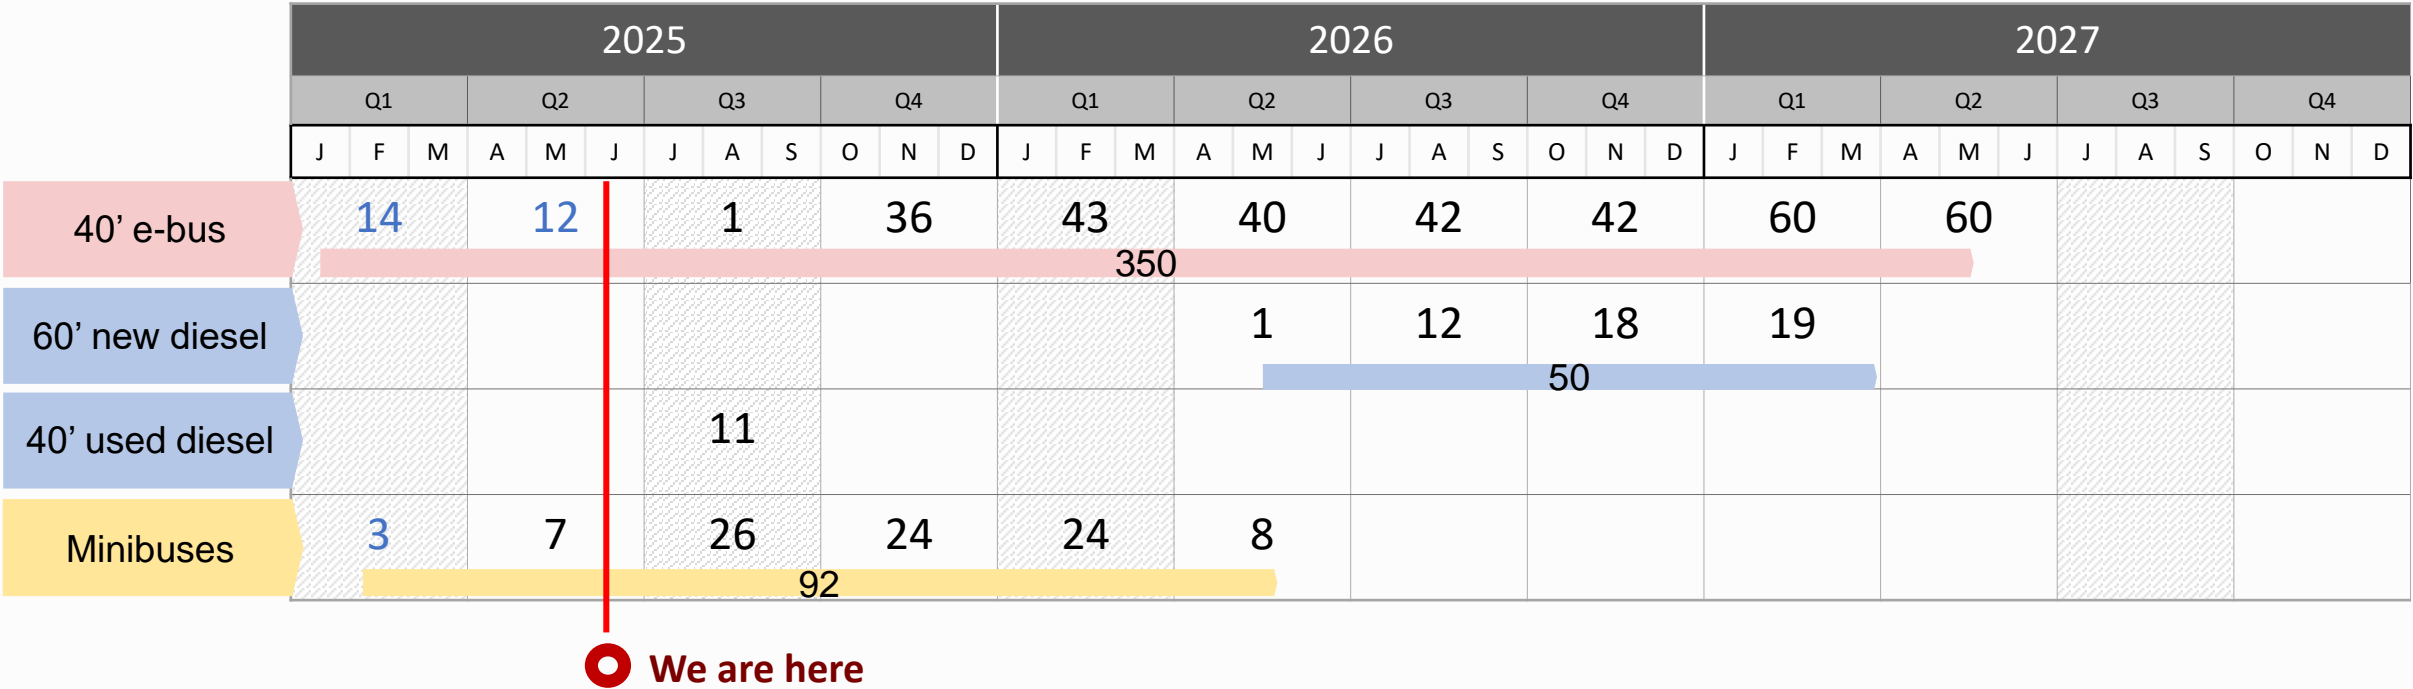 2025 2026 2027
Q1 Q2 Q3 Q4 Q1 Q2 Q3 Q4 Q1 Q2 Q3 Q4
J F M A M J J A S O N D J F M A M J J A S O N D J F M A M J J A S O N D
40’ e-bus 14 12 1 36 43 40 42 42 60 60
350
60’ new diesel 1 12 18 19
50
40’ used diesel 11
Minibuses 3 7 26 24 24 8
92
We are here